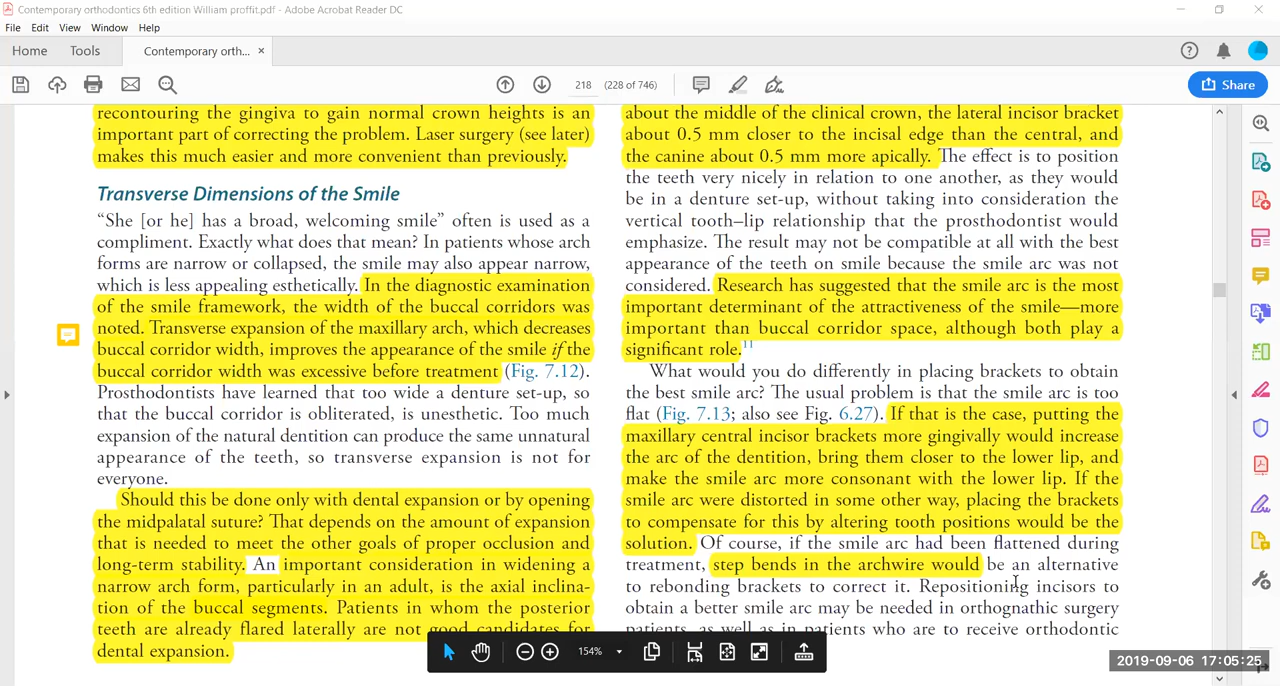 Contemporary orthodontics 6th edition William proffit.pdf - Adobe Acrobat Reader DC
File Edit View Window Help
Home Tools Contemporary orth... ×
218 (228 of 746)
Share
recontouring the gingiva to gain normal crown heights is an
important part of correcting the problem. Laser surgery (see later)
makes this much easier and more convenient than previously.
Transverse Dimensions of the Smile
“She [or he] has a broad, welcoming smile” often is used as a
compliment. Exactly what does that mean? In patients whose arch
forms are narrow or collapsed, the smile may also appear narrow,
which is less appealing esthetically. In the diagnostic examination
of the smile framework, the width of the buccal corridors was
noted. Transverse expansion of the maxillary arch, which decreases
buccal corridor width, improves the appearance of the smile if the
buccal corridor width was excessive before treatment (Fig. 7.12).
Prosthodontists have learned that too wide a denture set-up, so
that the buccal corridor is obliterated, is unesthetic. Too much
expansion of the natural dentition can produce the same unnatural
appearance of the teeth, so transverse expansion is not for
everyone.
Should this be done only with dental expansion or by opening
the midpalatal suture? That depends on the amount of expansion
that is needed to meet the other goals of proper occlusion and
long-term stability. An important consideration in widening a
narrow arch form, particularly in an adult, is the axial inclina-
tion of the buccal segments. Patients in whom the posterior
teeth are already flared laterally are not good candidates for
dental expansion.
about the middle of the clinical crown, the lateral incisor bracket
about 0.5 mm closer to the incisal edge than the central, and
the canine about 0.5 mm more apically. The effect is to position
the teeth very nicely in relation to one another, as they would
be in a denture set-up, without taking into consideration the
vertical tooth–lip relationship that the prosthodontist would
emphasize. The result may not be compatible at all with the best
appearance of the teeth on smile because the smile arc was not
considered. Research has suggested that the smile arc is the most
important determinant of the attractiveness of the smile—more
important than buccal corridor space, although both play a
significant role.11
What would you do differently in placing brackets to obtain
the best smile arc? The usual problem is that the smile arc is too
flat (Fig. 7.13; also see Fig. 6.27). If that is the case, putting the
maxillary central incisor brackets more gingivally would increase
the arc of the dentition, bring them closer to the lower lip, and
make the smile arc more consonant with the lower lip. If the
smile arc were distorted in some other way, placing the brackets
to compensate for this by altering tooth positions would be the
solution. Of course, if the smile arc had been flattened during
treatment, step bends in the archwire would be an alternative
to rebonding brackets to correct it. Repositioning incisors to
obtain a better smile arc may be needed in orthognathic surgery
patients, as well as in patients who are to receive orthodontic
154%
2019-09-06 17:05:25